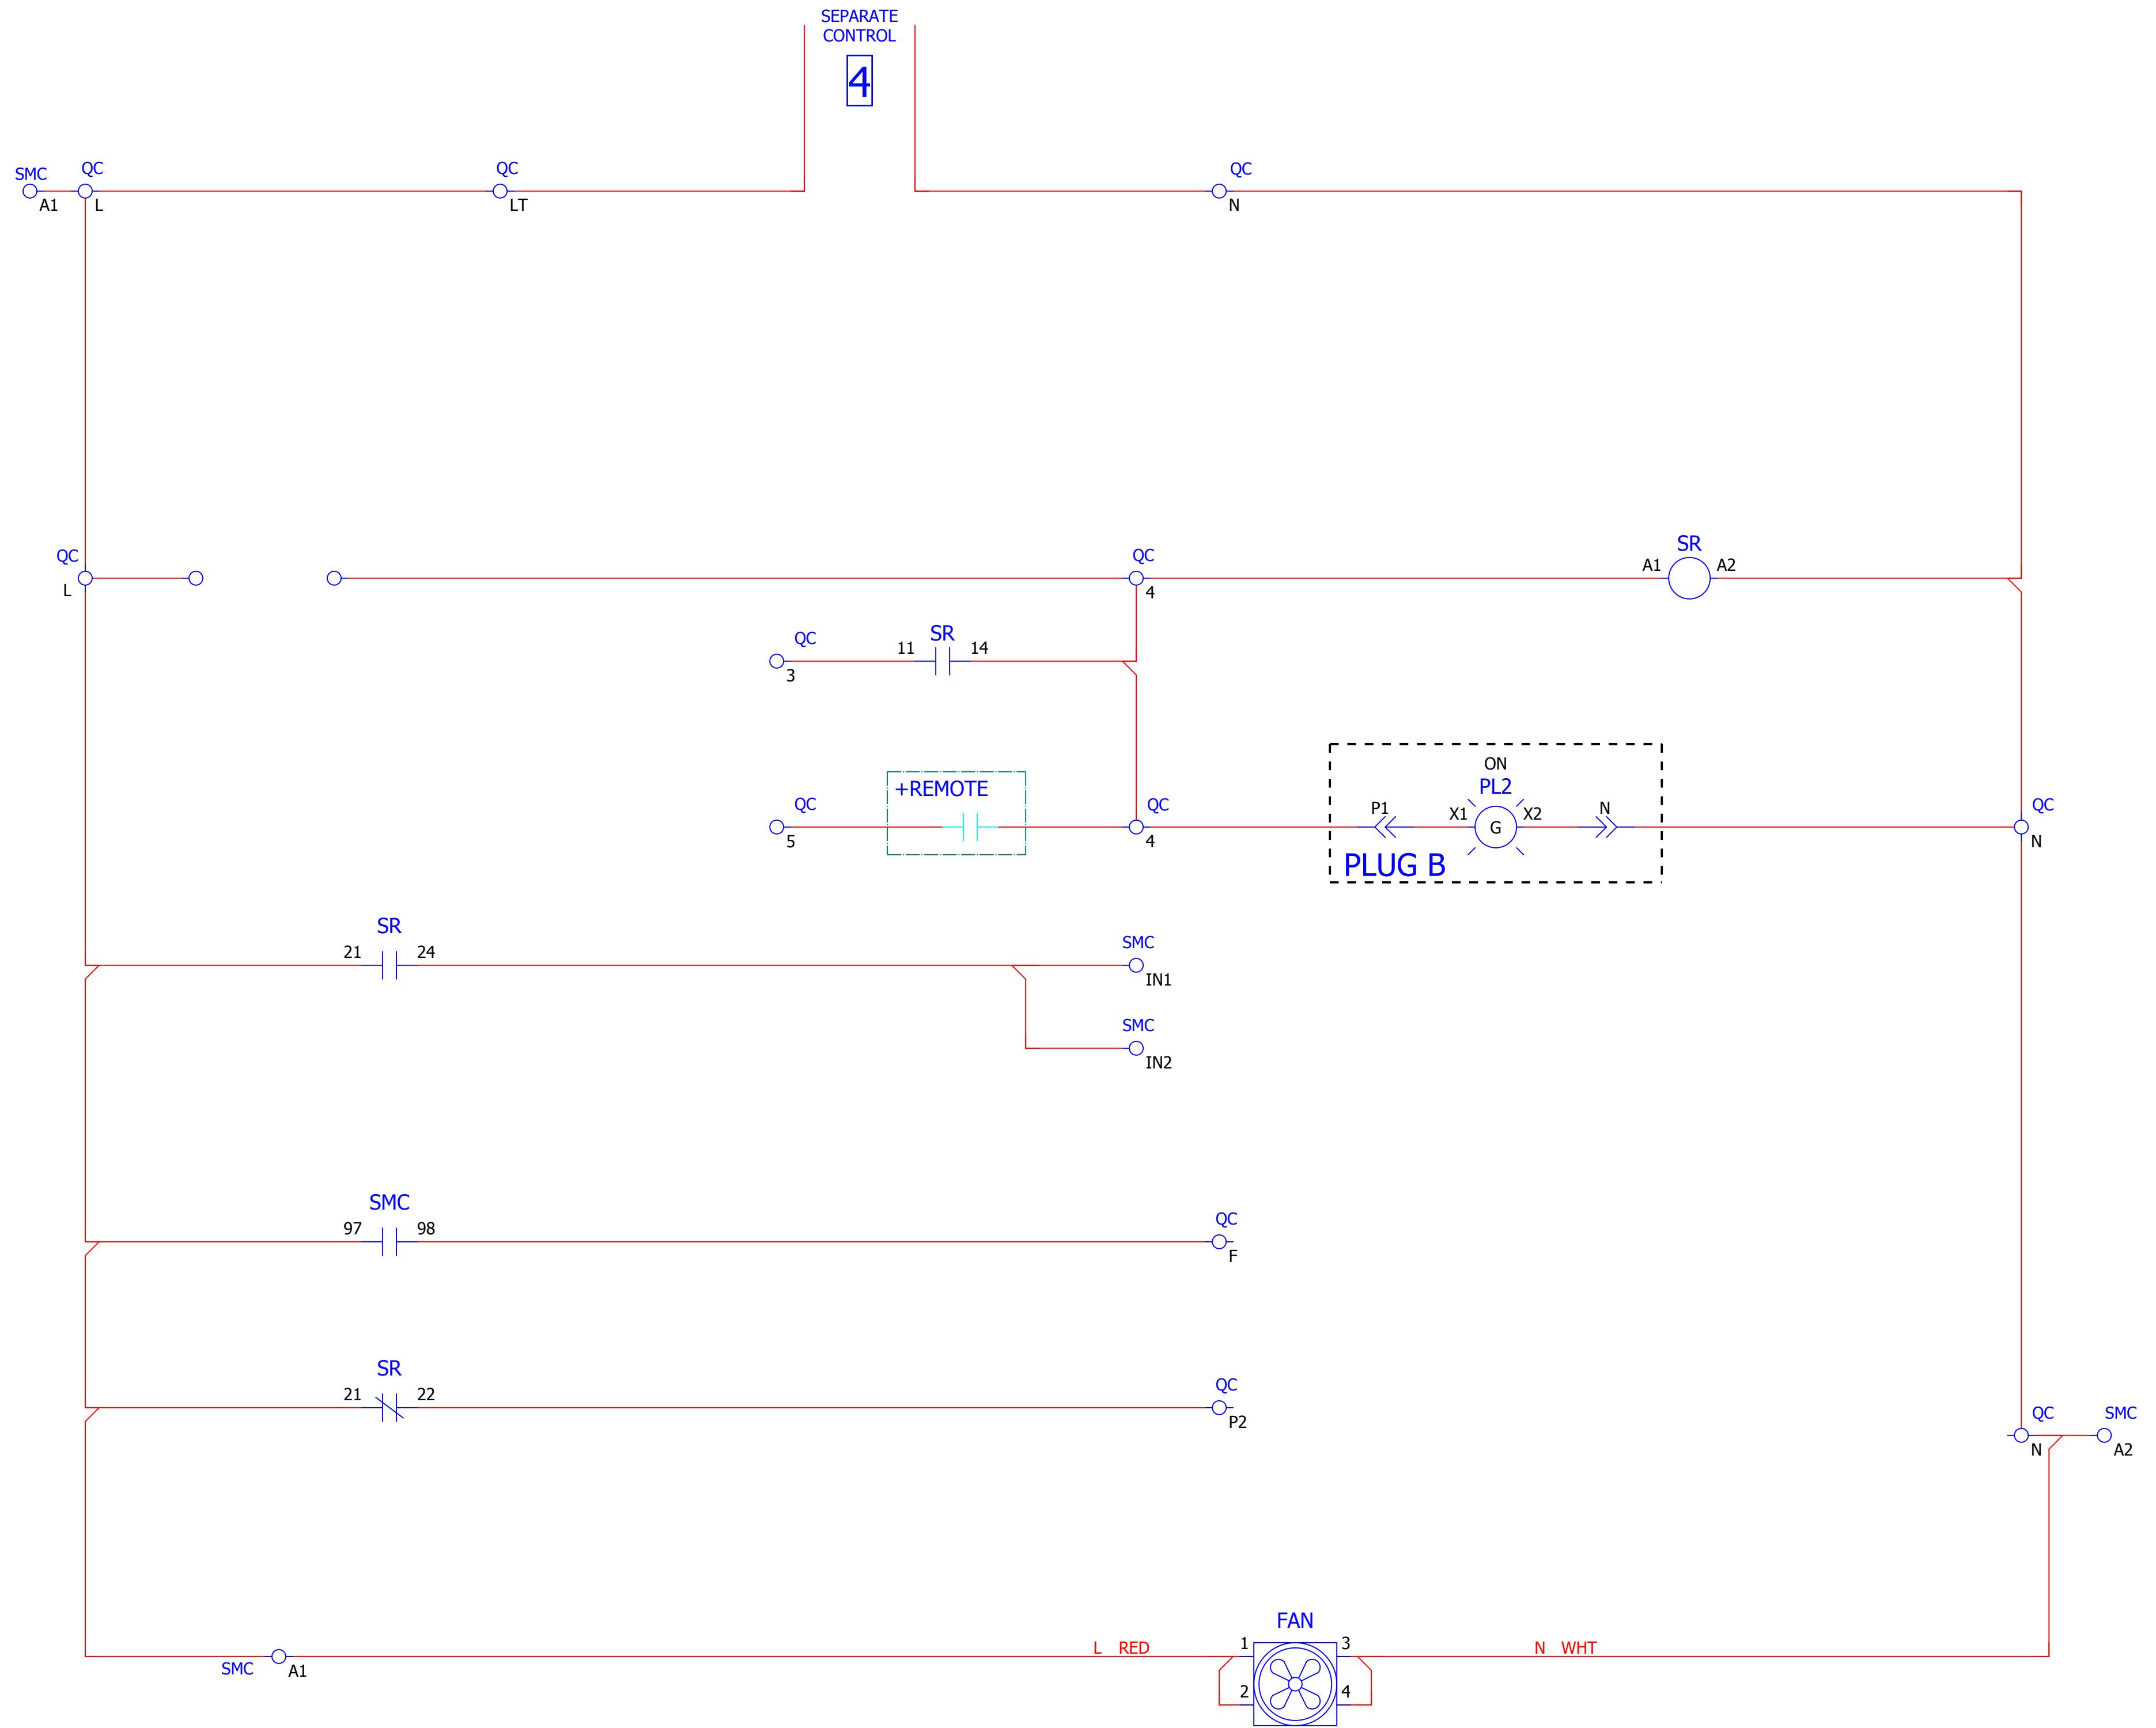 SEPARATE
CONTROL
4
SMC
A1
QC
L
QC
LT
QC
N
QC
L
QC
4
SR
A1
A2
QC
3
SR
11
14
QC
5
+REMOTE
QC
4
ON
PL2
P1
X1
G
X2
N
PLUG B
QC
N
SR
21
24
SMC
IN1
SMC
IN2
SMC
97
98
QC
F
SR
21
22
QC
P2
QC
N
SMC
A2
SMC
A1
L RED
FAN
1
3
2
4
N WHT